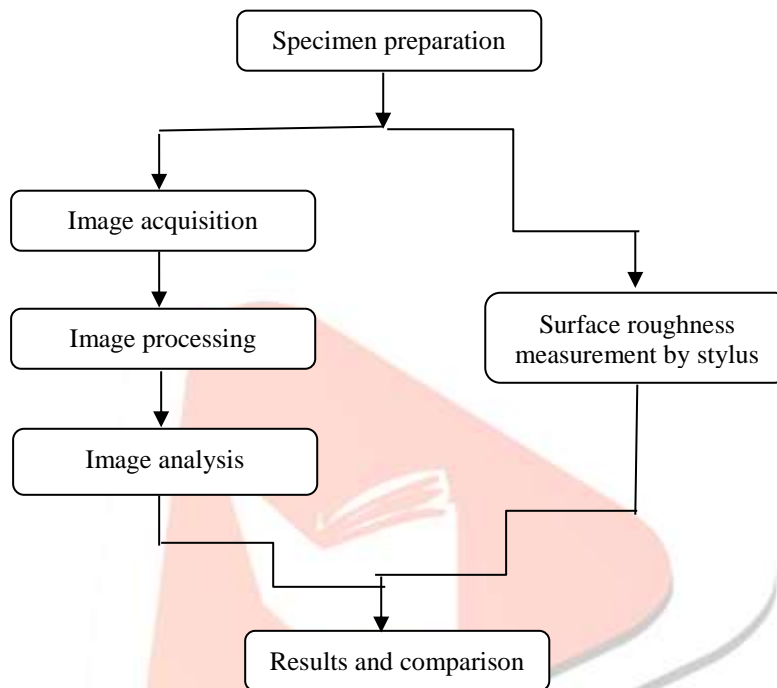 Specimen preparation
Image acquisition
Image processing
Surface roughness
measurement by stylus
Image analysis
Results and comparison